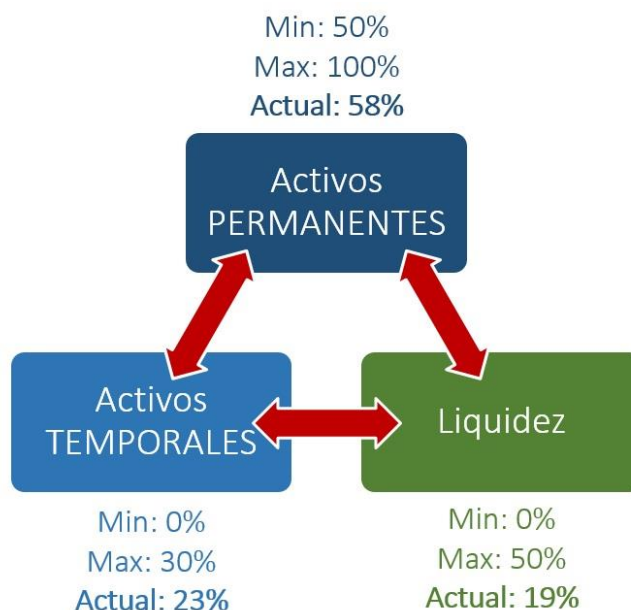 Min: 50%
Max: 100%
Actual: 58%
Activos
PERMANENTES
Activos
TEMPORALES
Liquidez
Min: 0%
Max: 30%
Actual: 23%
Min: 0%
Max: 50%
Actual: 19%